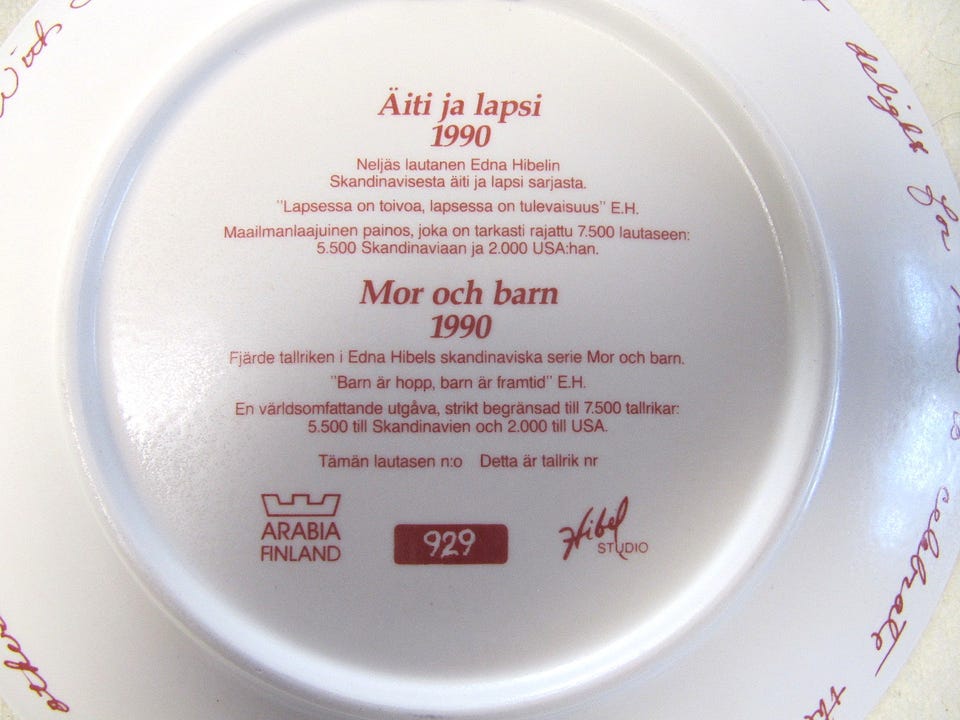 Äiti ja lapsi
1990
Neljäs lautanen Edna Hibelin
Skandinavisesta äiti ja lapsi sarjasta.
"Lapsessa on toivoa, lapsessa on tulevaisuus" E.H.
Maailmanlaajuinen painos, joka on tarkasti rajattu 7.500 lautaseen:
5.500 Skandinaviaan ja 2.000 USA:han.
Mor och barn
1990
Fjärde tallriken i Edna Hibels skandinaviska serie Mor och barn.
"Barn är hopp, barn är framtid" E.H.
En världsomfattande utgåva, strikt begränsad till 7.500 tallrikar:
5.500 till Skandinavien och 2.000 till USA.
Tämän lautasen n:o Detta är tallrik nr
ARABIA
FINLAND
929
Hibel
STUDIO
With
delight for
celebrate